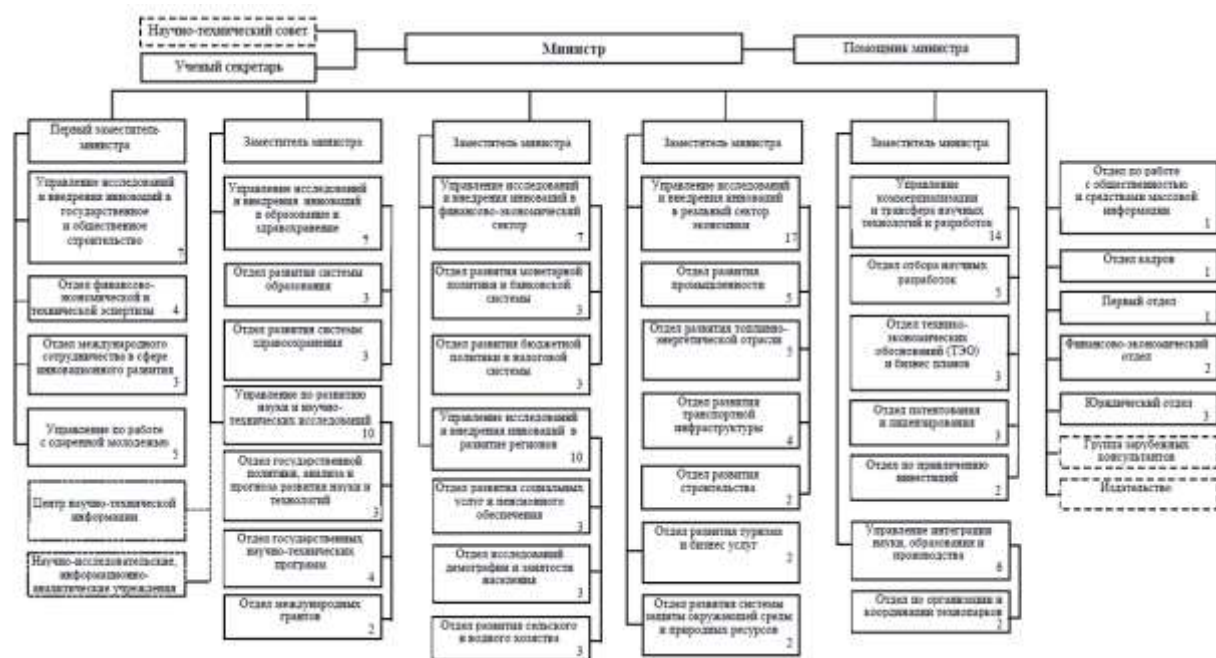 Научно-технический совет
Министр
Помощник министра
Ученый секретарь
Первый заместитель
министра
Управление исследований
и внедрения инноваций в
государственное
и общественное
строительство
7
Отдел финансово-
экономической и
технической эспертизы
4
Отдел международного
сотрудничества в сфере
инновационного развития
3
Управление по работе
с одаренной молодежью
5
Центр научно-технической
информации
Научно-исследовательские,
информационно-
аналитические учреждения
Заместитель министра
Управление исследований
и внедрения инноваций
в образование и
здравохранение
7
Отдел развития системы
образования
3
Отдел развития системы
здравоохранения
3
Управление по развитию
науки и научно-
технических исследований
10
Отдел государственной
политики, анализа и
прогноза развития науки и
технологий
3
Отдел государственных
научно-технических
программ
4
Отдел международных
грантов
2
Заместитель министра
Управление исследований
и внедрения инноваций в
финансово-экономический
сектор
7
Отдел развития монетарной
политики и банковской
системы
3
Отдел развития бюджетной
политики и налоговой
системы
3
Управление исследований
и внедрения инноваций в
развитие регионов
10
Отдел развития социальных
услуг и пенсионного
обеспечения
3
Отдел исследований
демографии и занятости
населения
3
Отдел развития сельского
и водного хозяйства
3
Заместитель министра
Управление исследований
и внедрения инноваций
в реальный сектор
экономики
17
Отдел развития
промышленности
5
Отдел развития топливно-
энергетической отрасли
3
Отдел развития
транспортной
инфраструктуры
4
Отдел развития
строительства
2
Отдел развития туризма
и бизнес услуг
2
Отдел развития системы
защиты окружающей среды
и природных ресурсов
2
Заместитель министра
Управление
коммерциализации
и трансфера научных
технологий и разработок
14
Отдел отбора научных
разработок
5
Отдел технико-
экономических
обоснований (ТЭО)
и бизнес планов
3
Отдел патентования
и лицензирования
3
Отдел по привлечению
инвестиций
2
Управление интеграции
науки, образования и
производства
6
Отдел по организации и
координации технопарков
2
Отдел по работе
с общественностью
и средствами массовой
информации
1
Отдел кадров
1
Первый отдел
1
Финансово-экономический
отдел
2
Юридический отдел
3
Группа зарубежных
консультантов
Издательство